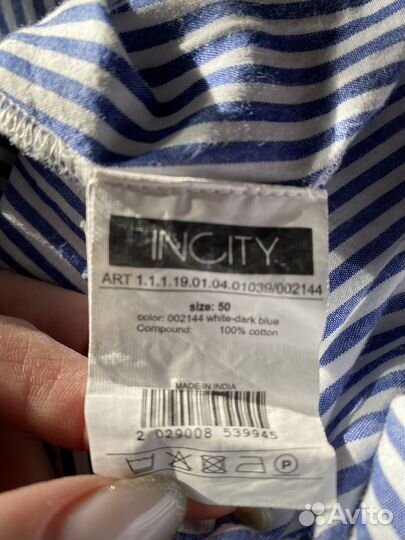 INCITY
ART 1.1.1.19.01.04.01039/002144
size: 50
color: 002144 white-dark blue
Compound: 100% cotton
MADE IN INDIA
2 029008 539945
P
Avito